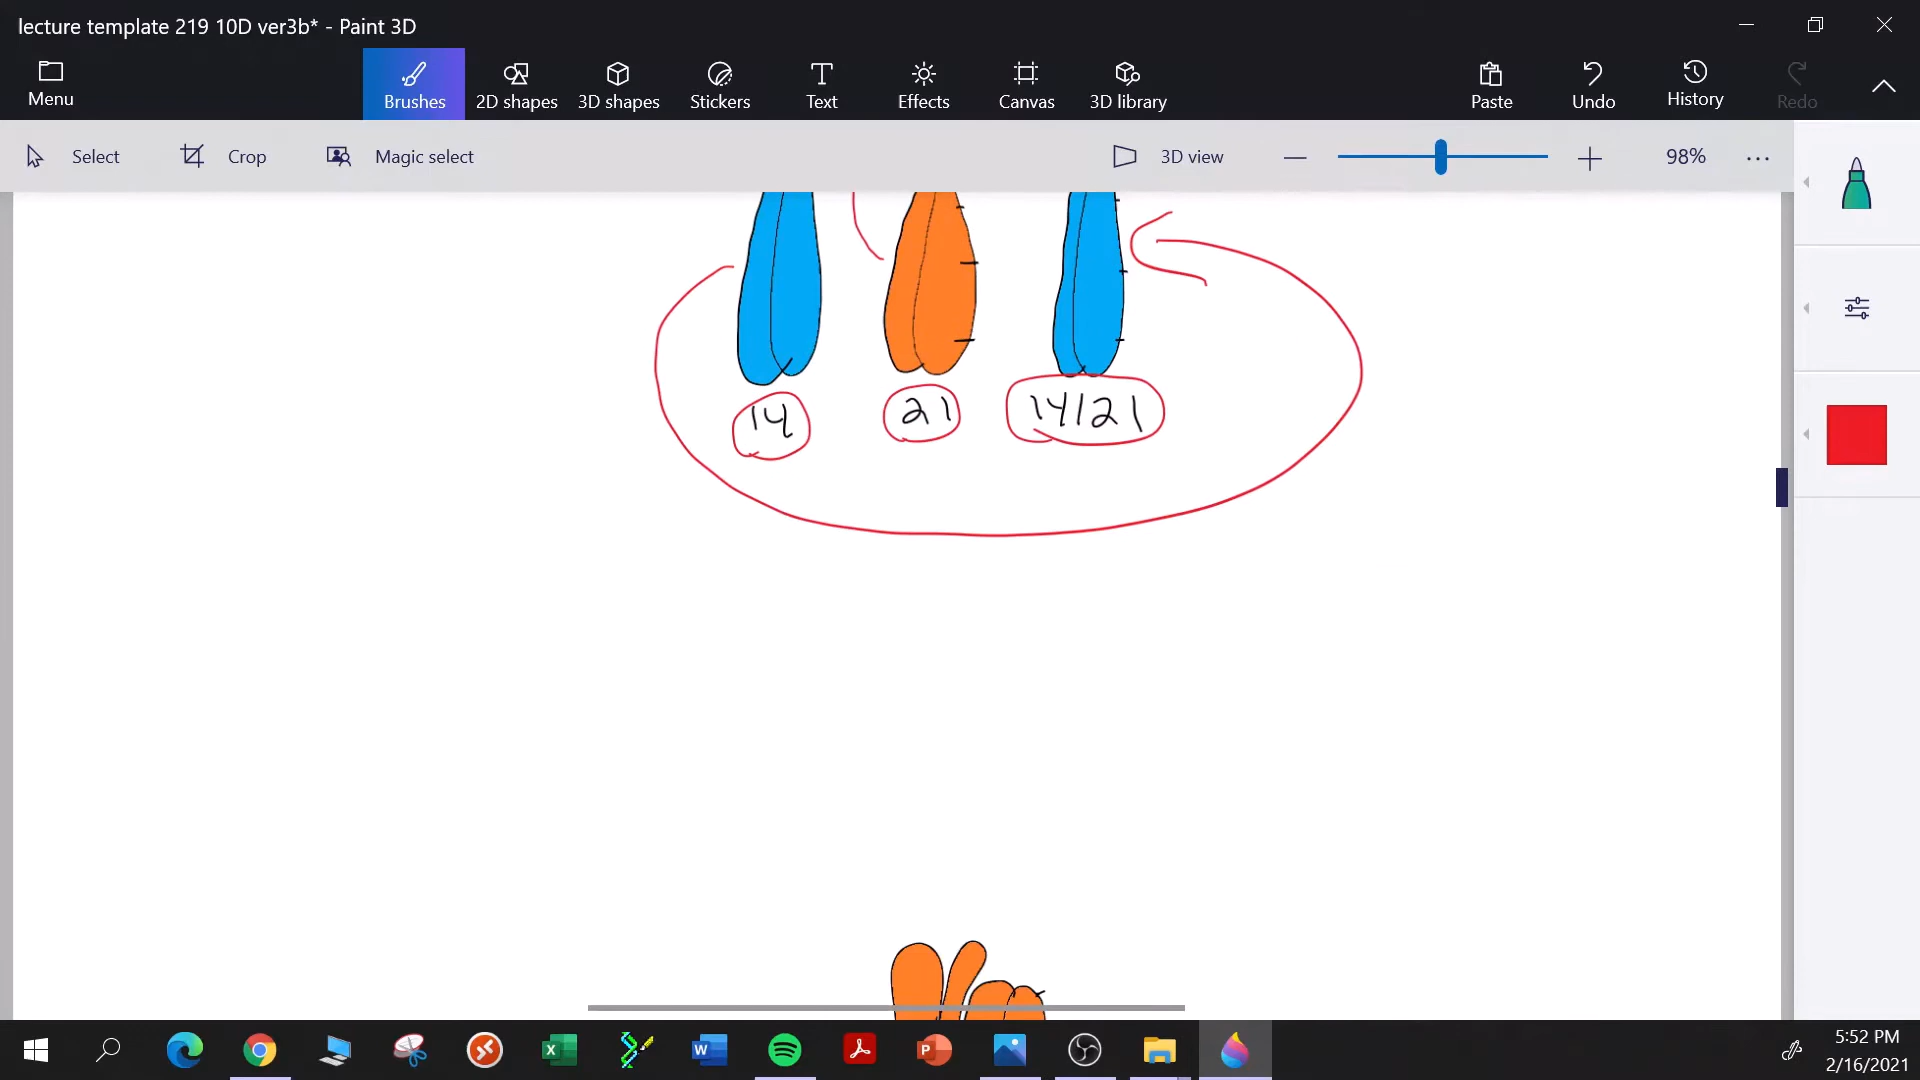 lecture template 219 10D ver3b* - Paint 3D
Menu
Brushes
2D shapes
3D shapes
Stickers
Text
Effects
Canvas
3D library
Paste
Undo
History
Redo
Select
Crop
Magic select
3D view
98%
14
21
14/21
5:52 PM
2/16/2021